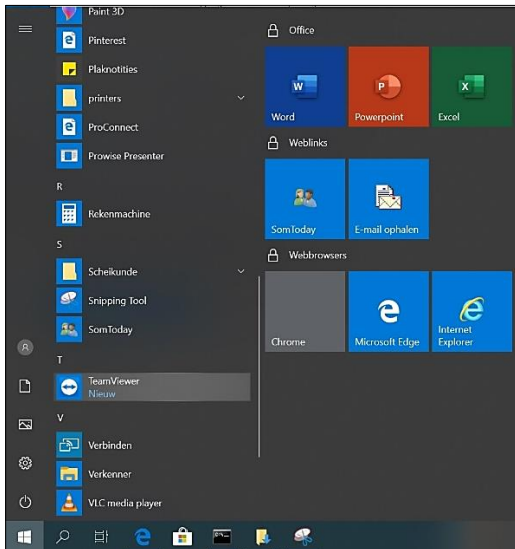 Paint 3D
Pinterest
Plaknotities
printers
ProConnect
Prowise Presenter
R
Rekenmachine
S
Scheikunde
Snipping Tool
SomToday
T
TeamViewer
Nieuw
V
Verbinden
Verkenner
VLC media player
Office
Word
Powerpoint
Excel
Weblinks
SomToday
E-mail ophalen
Webbrowsers
Chrome
Microsoft Edge
Internet
Explorer